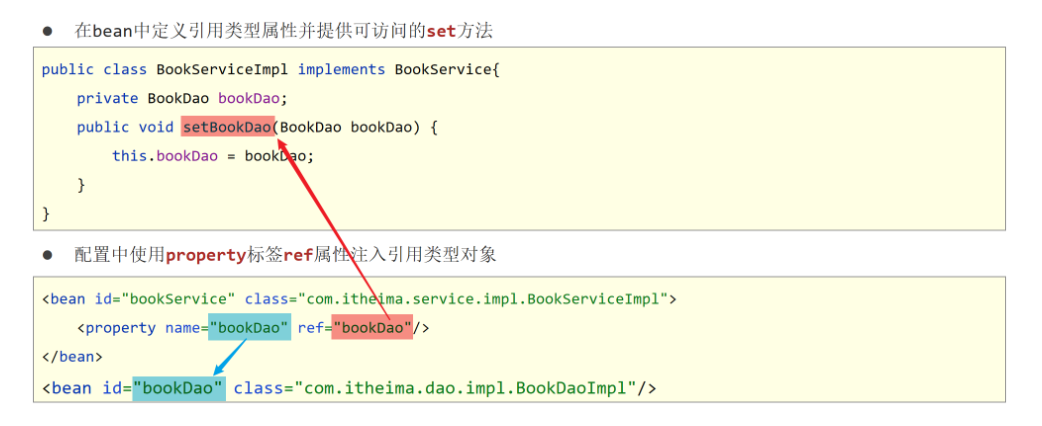 ● 在bean中定义引用类型属性并提供可访问的set方法
public class BookServiceImpl implements BookService{
    private BookDao bookDao;
    public void setBookDao(BookDao bookDao) {
        this.bookDao = bookDao;
    }
}
● 配置中使用property标签ref属性注入引用类型对象
<bean id="bookService" class="com.itheima.service.impl.BookServiceImpl">
    <property name="bookDao" ref="bookDao"/>
</bean>
<bean id="bookDao" class="com.itheima.dao.impl.BookDaoImpl"/>